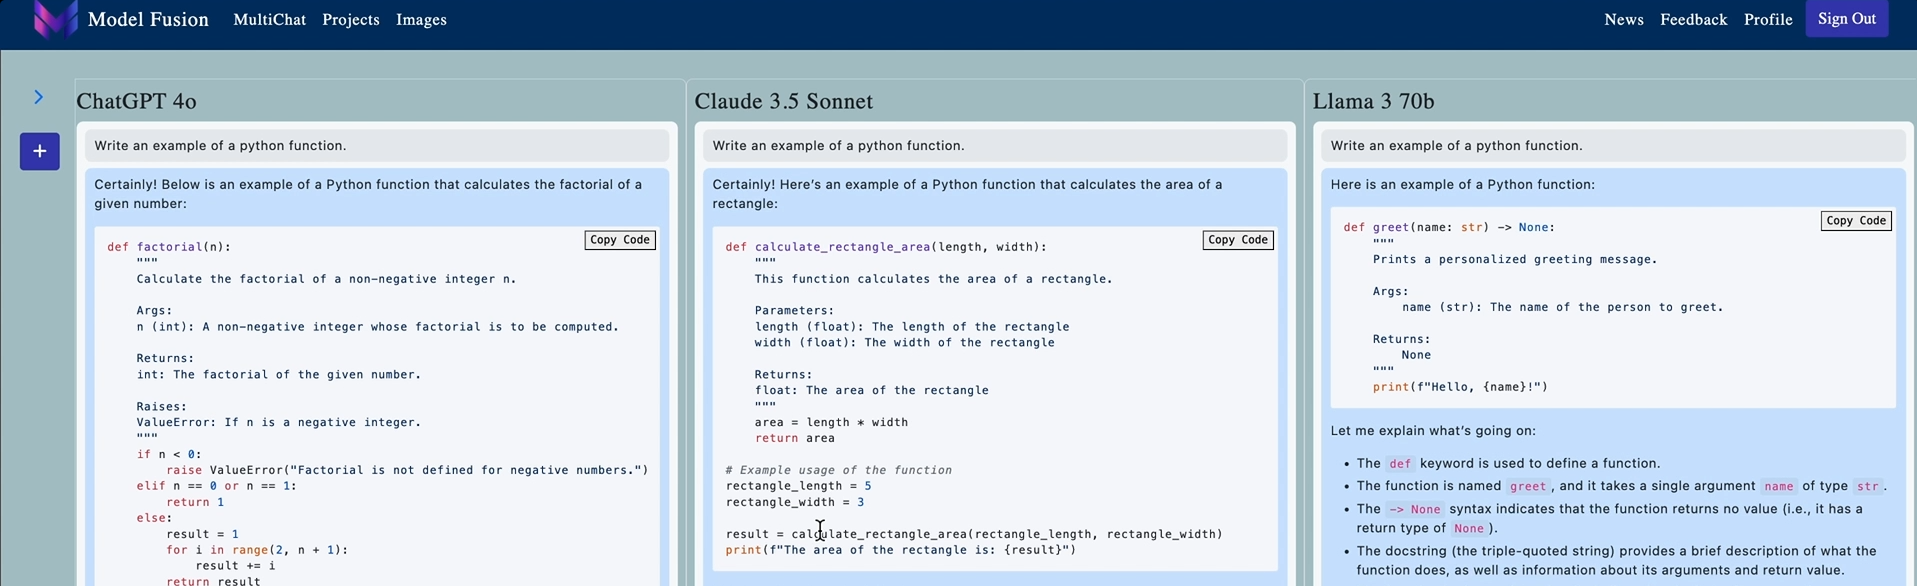 Model Fusion MultiChat Projects Images News Feedback Profile Sign Out
ChatGPT 4o
Write an example of a python function.
Certainly! Below is an example of a Python function that calculates the factorial of a
given number:
Copy Code
def factorial(n):
    """
    Calculate the factorial of a non-negative integer n.

    Args:
    n (int): A non-negative integer whose factorial is to be computed.

    Returns:
    int: The factorial of the given number.

    Raises:
    ValueError: If n is a negative integer.
    """
    if n < 0:
        raise ValueError("Factorial is not defined for negative numbers.")
    elif n == 0 or n == 1:
        return 1
    else:
        result = 1
        for i in range(2, n + 1):
            result += i
        return result
Claude 3.5 Sonnet
Write an example of a python function.
Certainly! Here's an example of a Python function that calculates the area of a
rectangle:
Copy Code
def calculate_rectangle_area(length, width):
    """
    This function calculates the area of a rectangle.

    Parameters:
    length (float): The length of the rectangle
    width (float): The width of the rectangle

    Returns:
    float: The area of the rectangle
    """
    area = length * width
    return area

# Example usage of the function
rectangle_length = 5
rectangle_width = 3

result = calculate_rectangle_area(rectangle_length, rectangle_width)
print(f"The area of the rectangle is: {result}")
Llama 3 70b
Write an example of a python function.
Here is an example of a Python function:
Copy Code
def greet(name: str) -> None:
    """
    Prints a personalized greeting message.

    Args:
        name (str): The name of the person to greet.

    Returns:
        None
    """
    print(f"Hello, {name}!")
Let me explain what's going on:
• The def keyword is used to define a function.
• The function is named greet, and it takes a single argument name of type str.
• The -> None syntax indicates that the function returns no value (i.e., it has a
return type of None).
• The docstring (the triple-quoted string) provides a brief description of what the
function does, as well as information about its arguments and return value.